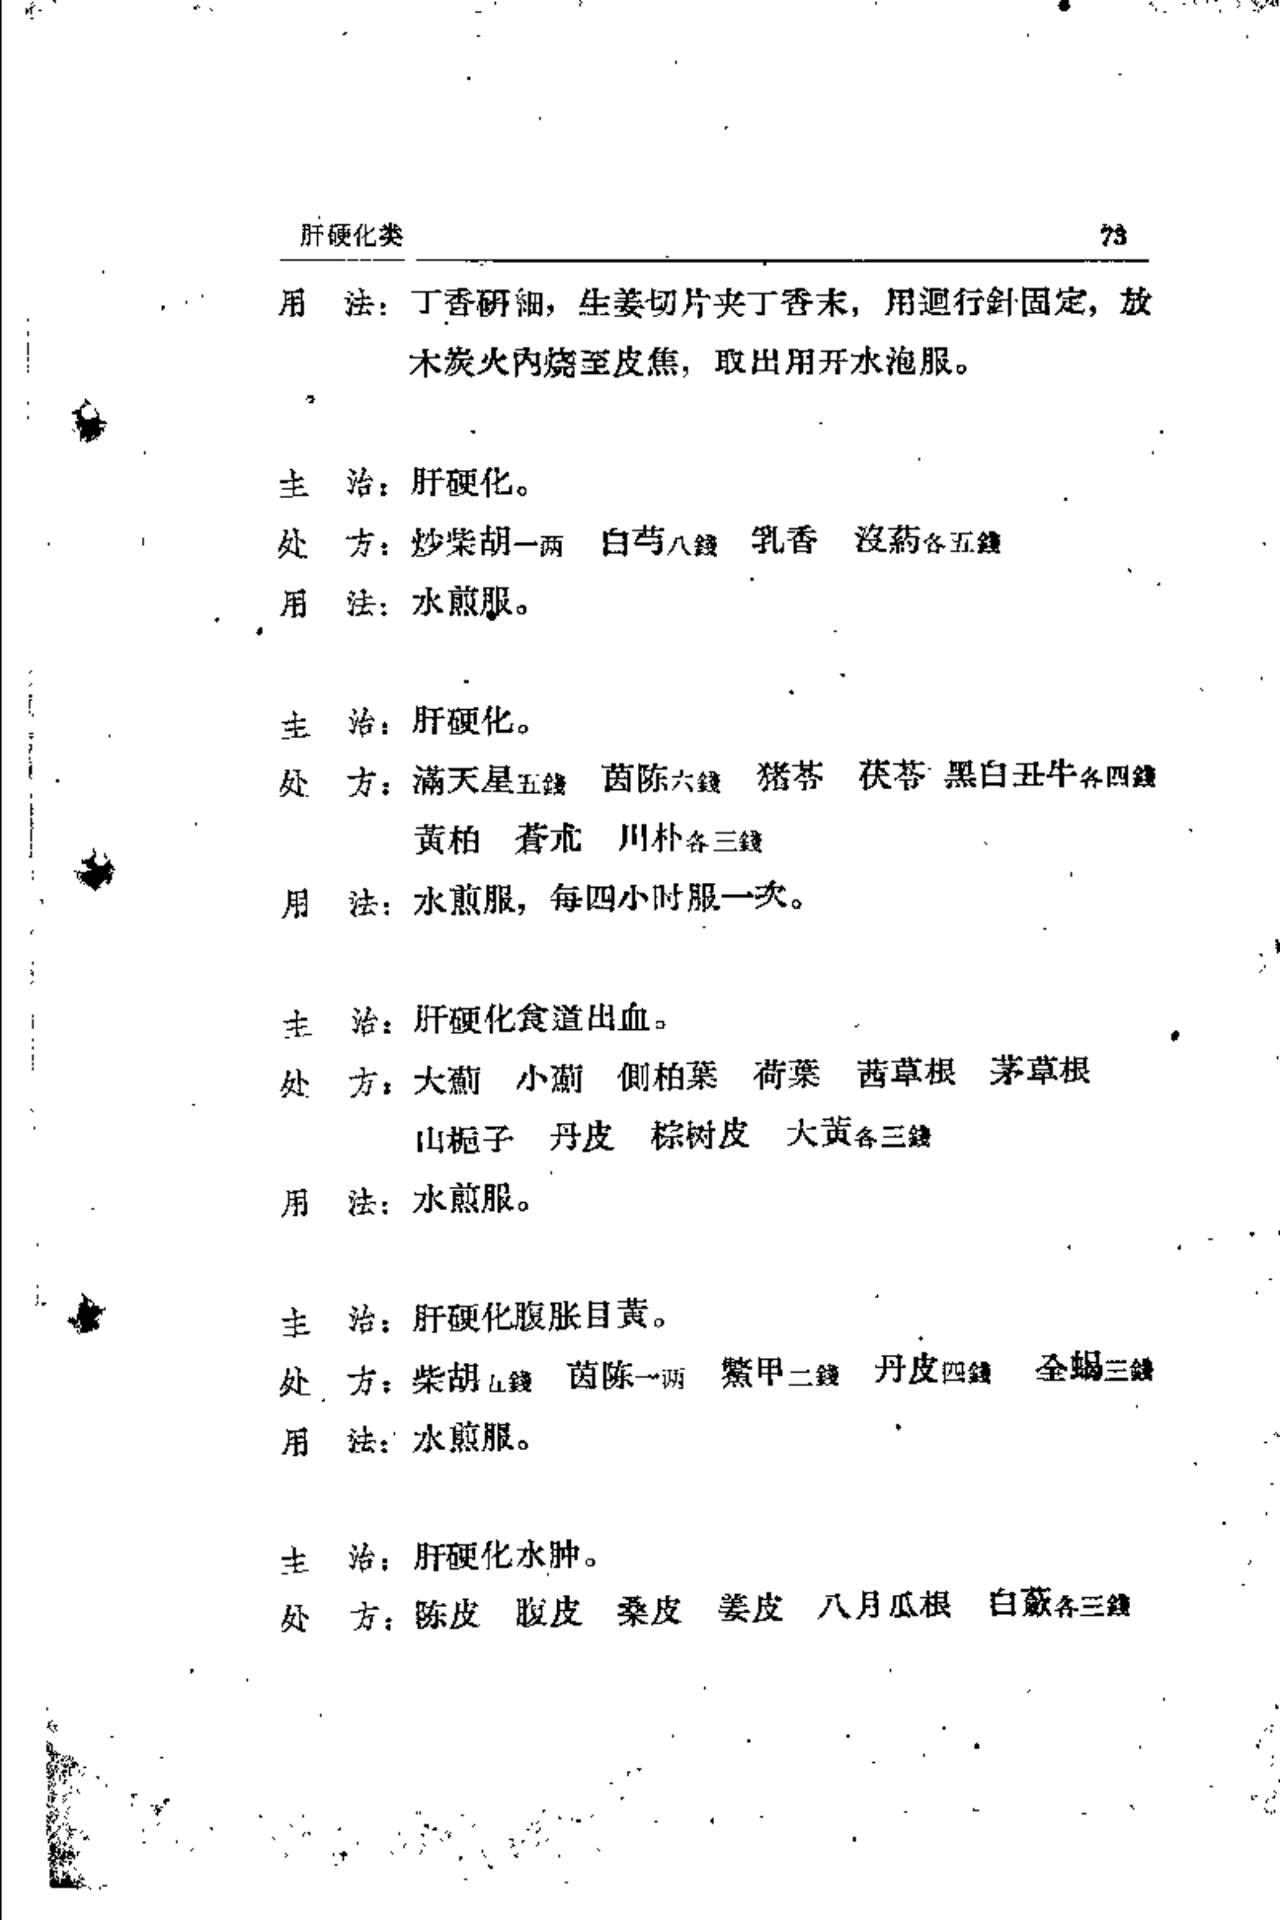 肝硬化类 73
用 法：丁香研細，生姜切片夹丁香末，用迴行針固定，放
木炭火內烧至皮焦，取出用开水泡服。
主 治：肝硬化。
处 方：炒柴胡一两 白芍八錢 乳香 沒葯各五錢
用 法：水煎服。
主 治：肝硬化。
处 方：滿天星五錢 茵陈六錢 猪苓 茯苓 黑白丑牛各四錢
黃柏 蒼朮 川朴各三錢
用 法：水煎服，每四小时服一次。
主 治：肝硬化食道出血。
处 方：大薊 小薊 側柏葉 荷葉 茜草根 茅草根
山梔子 丹皮 棕树皮 大黃各三錢
用 法：水煎服。
主 治：肝硬化腹胀目黃。
处 方：柴胡五錢 茵陈一两 鱉甲二錢 丹皮四錢 全蝎三錢
用 法：水煎服。
主 治：肝硬化水肿。
处 方：陈皮 腹皮 桑皮 姜皮 八月瓜根 白蔹各三錢